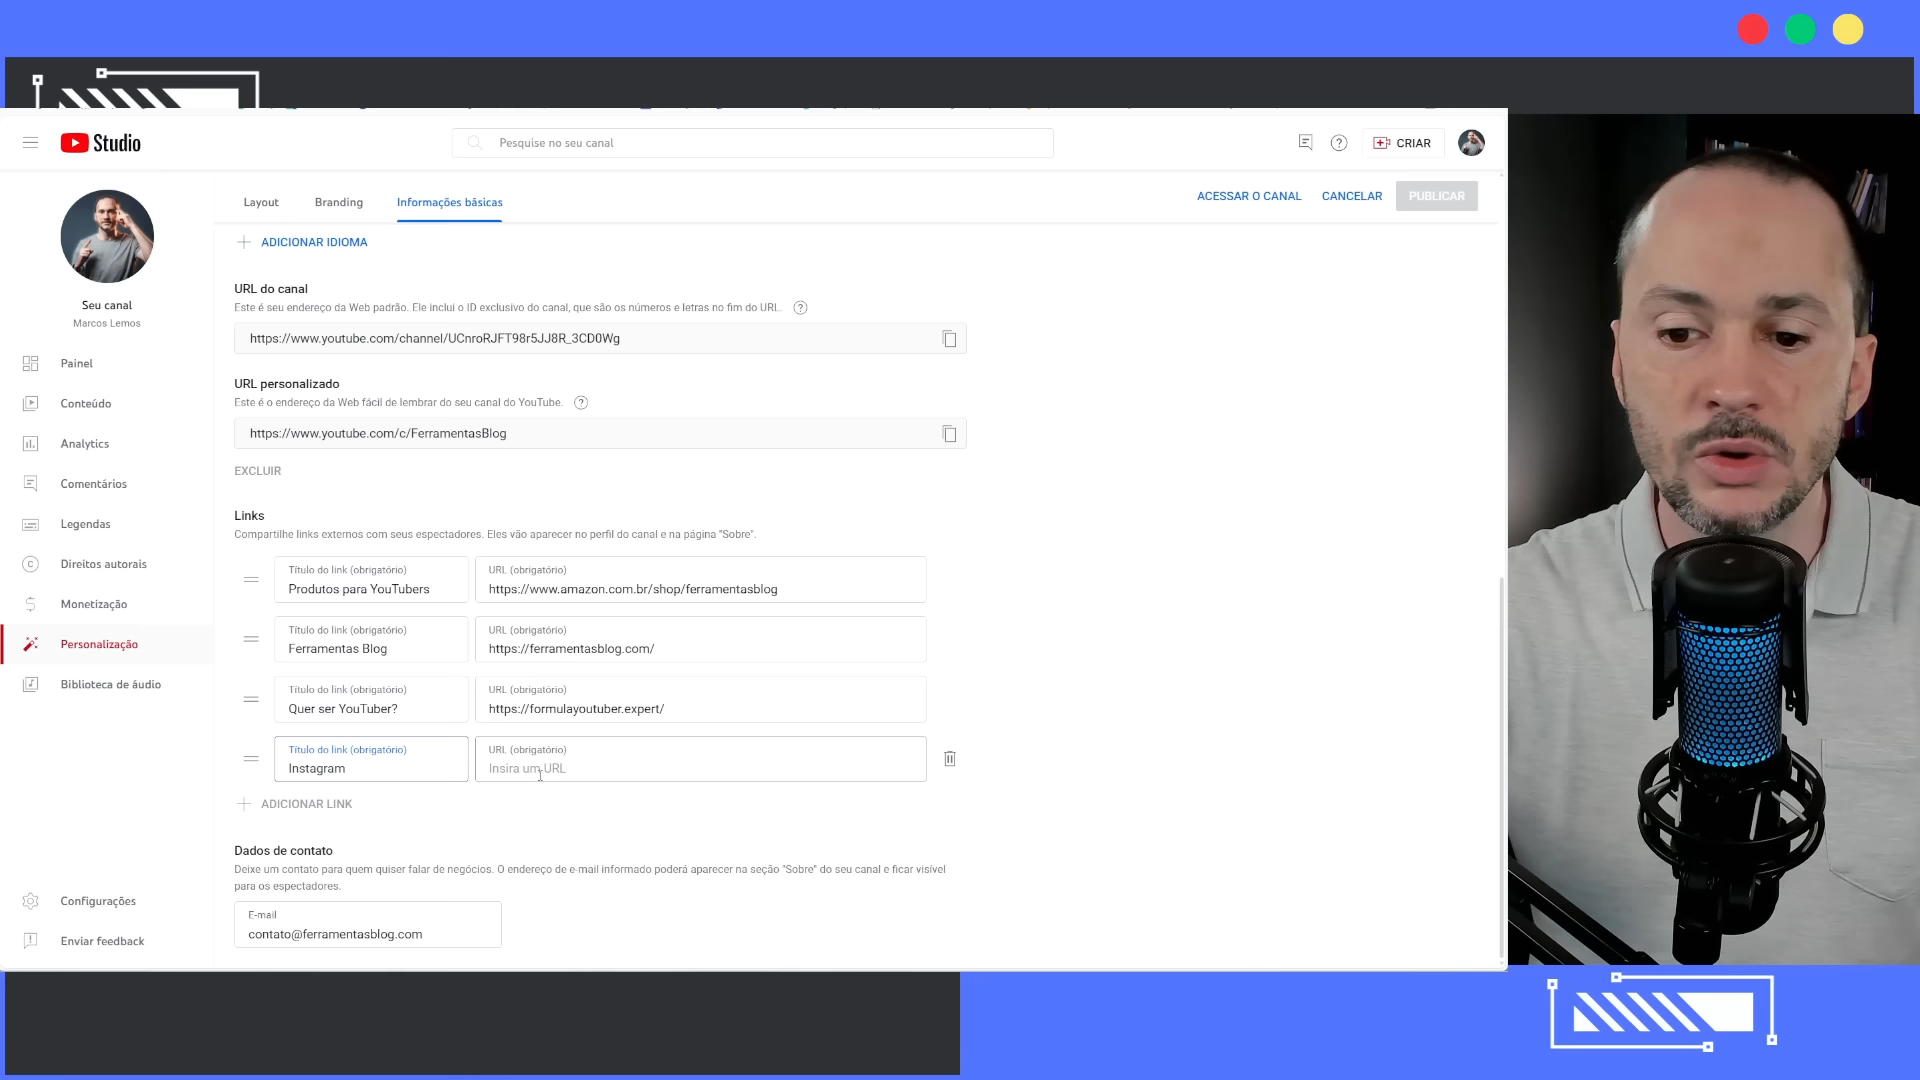 Studio
Pesquise no seu canal
CRIAR
Layout
Branding
Informações básicas
ACESSAR O CANAL
CANCELAR
PUBLICAR
Seu canal
Marcos Lemos
Painel
Conteúdo
Analytics
Comentários
Legendas
Direitos autorais
Monetização
Personalização
Biblioteca de áudio
Configurações
Enviar feedback
ADICIONAR IDIOMA
URL do canal
Este é seu endereço da Web padrão. Ele inclui o ID exclusivo do canal, que são os números e letras no fim do URL.
https://www.youtube.com/channel/UCnroRJFT98r5JJ8R_3CD0Wg
URL personalizado
Este é o endereço da Web fácil de lembrar do seu canal do YouTube.
https://www.youtube.com/c/FerramentasBlog
EXCLUIR
Links
Compartilhe links externos com seus espectadores. Eles vão aparecer no perfil do canal e na página "Sobre".
Título do link (obrigatório)
Produtos para YouTubers
URL (obrigatório)
https://www.amazon.com.br/shop/ferramentasblog
Título do link (obrigatório)
Ferramentas Blog
URL (obrigatório)
https://ferramentasblog.com/
Título do link (obrigatório)
Quer ser YouTuber?
URL (obrigatório)
https://formulayoutuber.expert/
Título do link (obrigatório)
Instagram
URL (obrigatório)
Insira um URL
ADICIONAR LINK
Dados de contato
Deixe um contato para quem quiser falar de negócios. O endereço de e-mail informado poderá aparecer na seção "Sobre" do seu canal e ficar visível
para os espectadores.
E-mail
contato@ferramentasblog.com